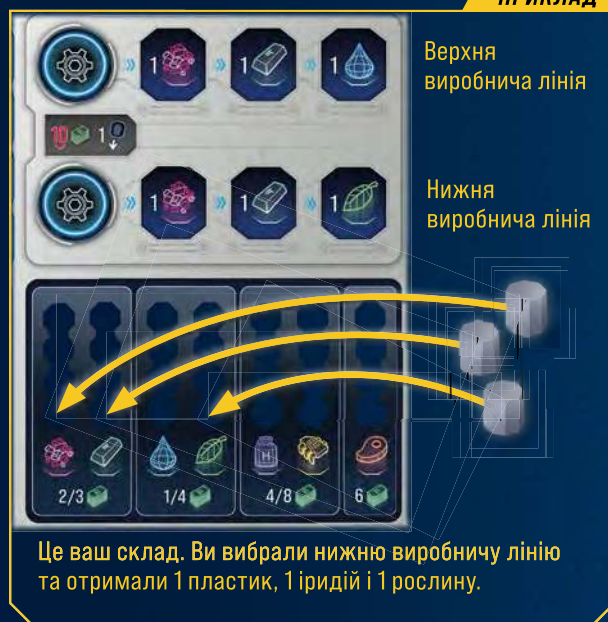 ПРИКЛАД
1 1 1
Верхня
виробнича лінія
10 1
1 1 1
Нижня
виробнича лінія
H
2/3 1/4 4/8 6
Це ваш склад. Ви вибрали нижню виробничу лінію
та отримали 1 пластик, 1 іридій і 1 рослину.